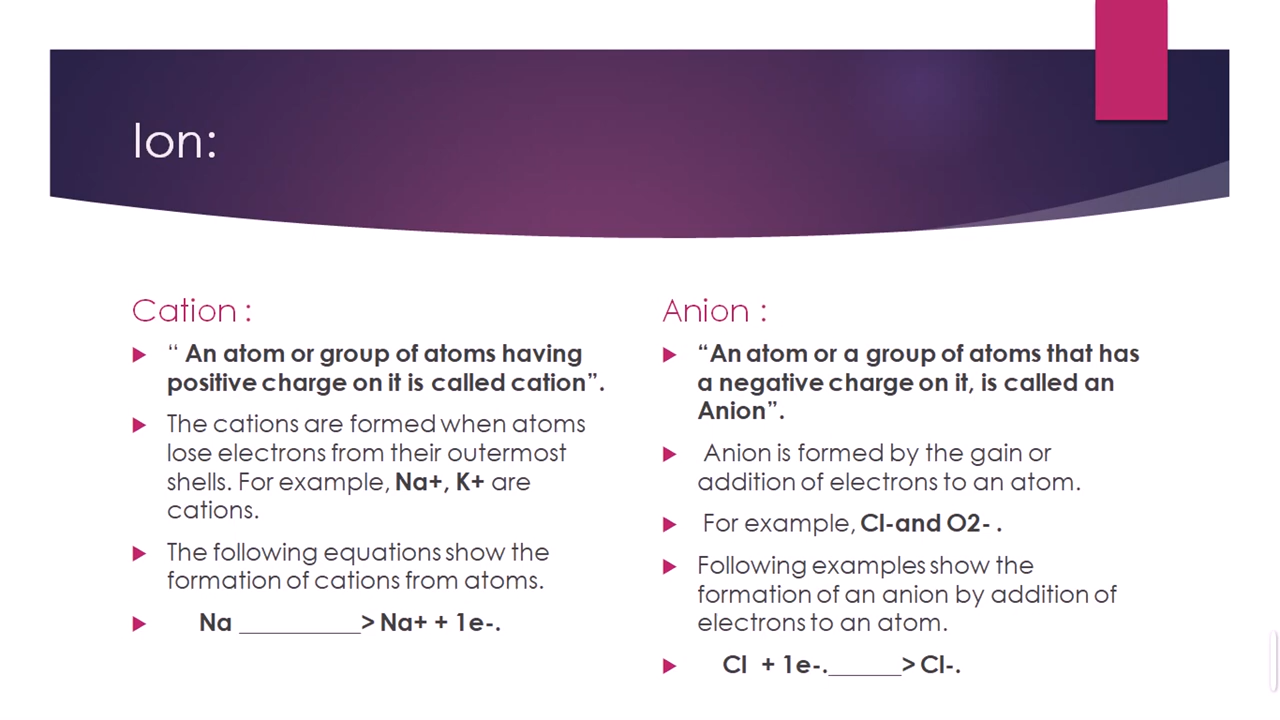 Ion:
Cation :
“ An atom or group of atoms having
positive charge on it is called cation”.
The cations are formed when atoms
lose electrons from their outermost
shells. For example, Na+, K+ are
cations.
The following equations show the
formation of cations from atoms.
Na __________> Na+ + 1e-.
Anion :
“An atom or a group of atoms that has
a negative charge on it, is called an
Anion”.
Anion is formed by the gain or
addition of electrons to an atom.
For example, Cl-and O2- .
Following examples show the
formation of an anion by addition of
electrons to an atom.
Cl + 1e-.______> Cl-.